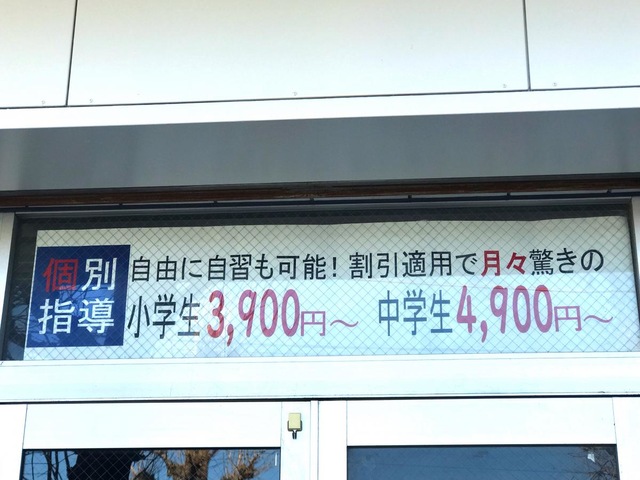 個別
指導
自由に自習も可能!割引適用で月々驚きの
小学生3,900円～ 中学生4,900円～